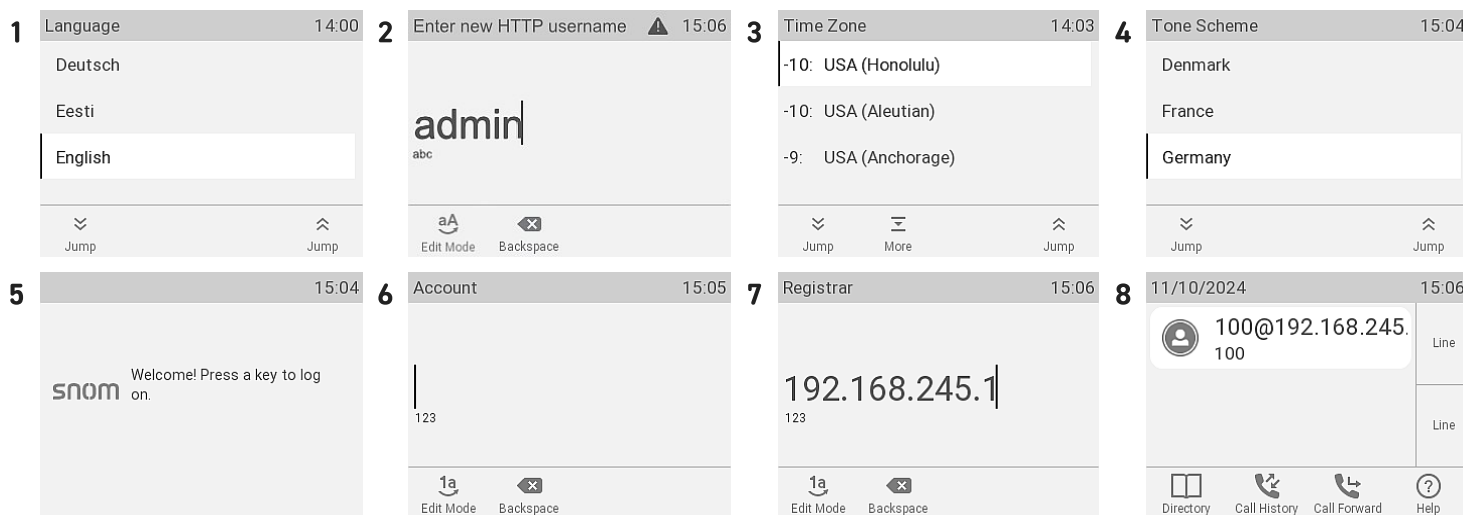 1
Language 14:00
Deutsch
Eesti
English
Jump Jump
2
Enter new HTTP username 15:06
admin
abc
aA
Edit Mode Backspace
3
Time Zone 14:03
-10: USA (Honolulu)
-10: USA (Aleutian)
-9: USA (Anchorage)
Jump More Jump
4
Tone Scheme 15:04
Denmark
France
Germany
Jump Jump
5
15:04
snom
Welcome! Press a key to log
on.
6
Account 15:05
123
1a
Edit Mode Backspace
7
Registrar 15:06
192.168.245.1
123
1a
Edit Mode Backspace
8
11/10/2024 15:06
100@192.168.245.
100
Line
Line
Directory Call History Call Forward Help